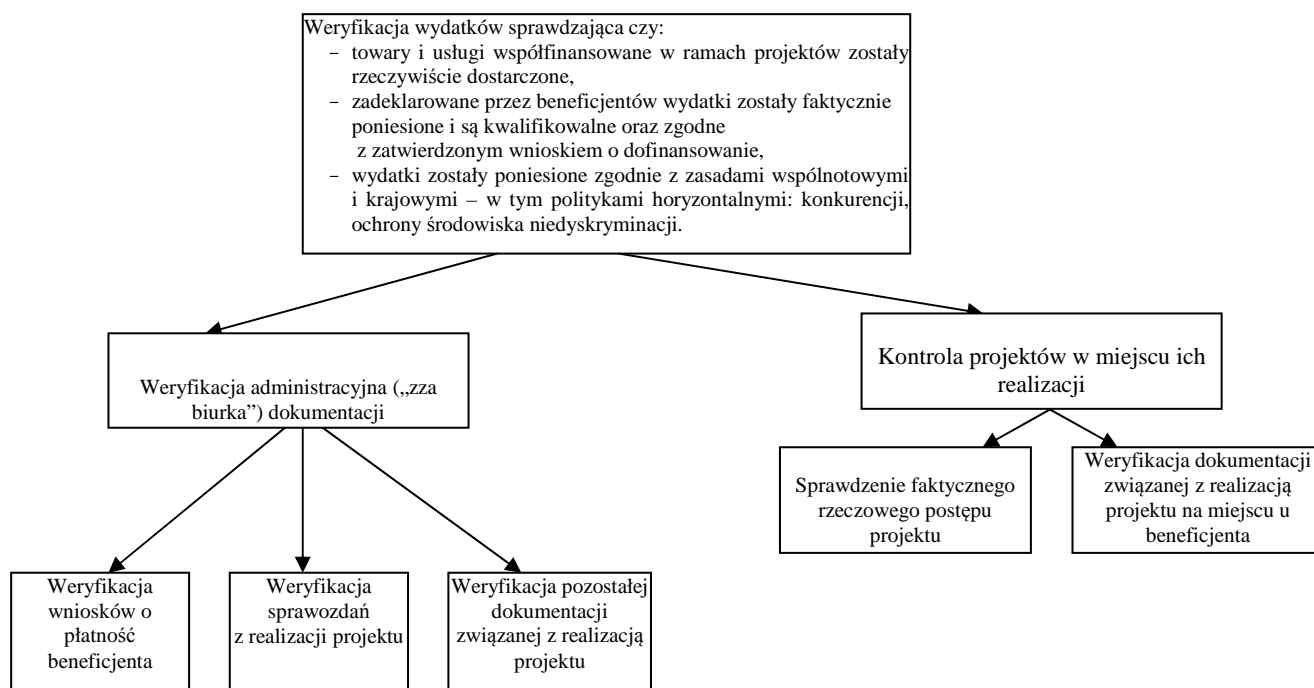 Weryfikacja wydatków sprawdzająca czy:
- towary i usługi współfinansowane w ramach projektów zostały
rzeczywiście dostarczone,
- zadeklarowane przez beneficjentów wydatki zostały faktycznie
poniesione i są kwalifikowalne oraz zgodne
z zatwierdzonym wnioskiem o dofinansowanie,
- wydatki zostały poniesione zgodnie z zasadami wspólnotowymi
i krajowymi – w tym politykami horyzontalnymi: konkurencji,
ochrony środowiska niedyskryminacji.
Weryfikacja administracyjna („zza
biurka”) dokumentacji
Kontrola projektów w miejscu ich
realizacji
Sprawdzenie faktycznego
rzeczowego postępu
projektu
Weryfikacja dokumentacji
związanej z realizacją
projektu na miejscu u
beneficjenta
Weryfikacja
wniosków o
płatność
beneficjenta
Weryfikacja
sprawozdań
z realizacji projektu
Weryfikacja pozostałej
dokumentacji
związanej z realizacją
projektu